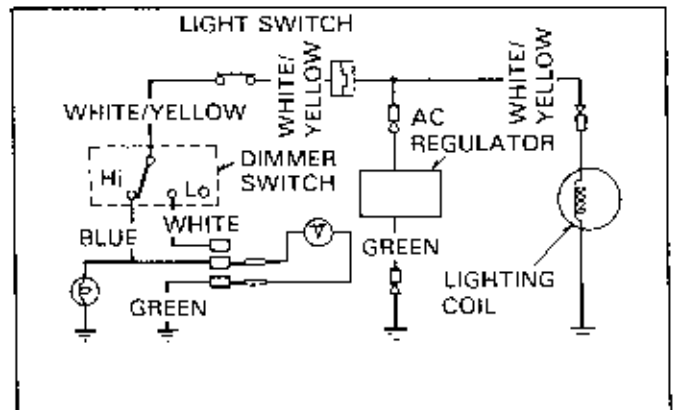 LIGHT SWITCH
WHITE/
YELLOW
WHITE/
YELLOW
WHITE/YELLOW
AC
REGULATOR
DIMMER
SWITCH
Hi
Lo
WHITE
BLUE
GREEN
GREEN
LIGHTING
COIL